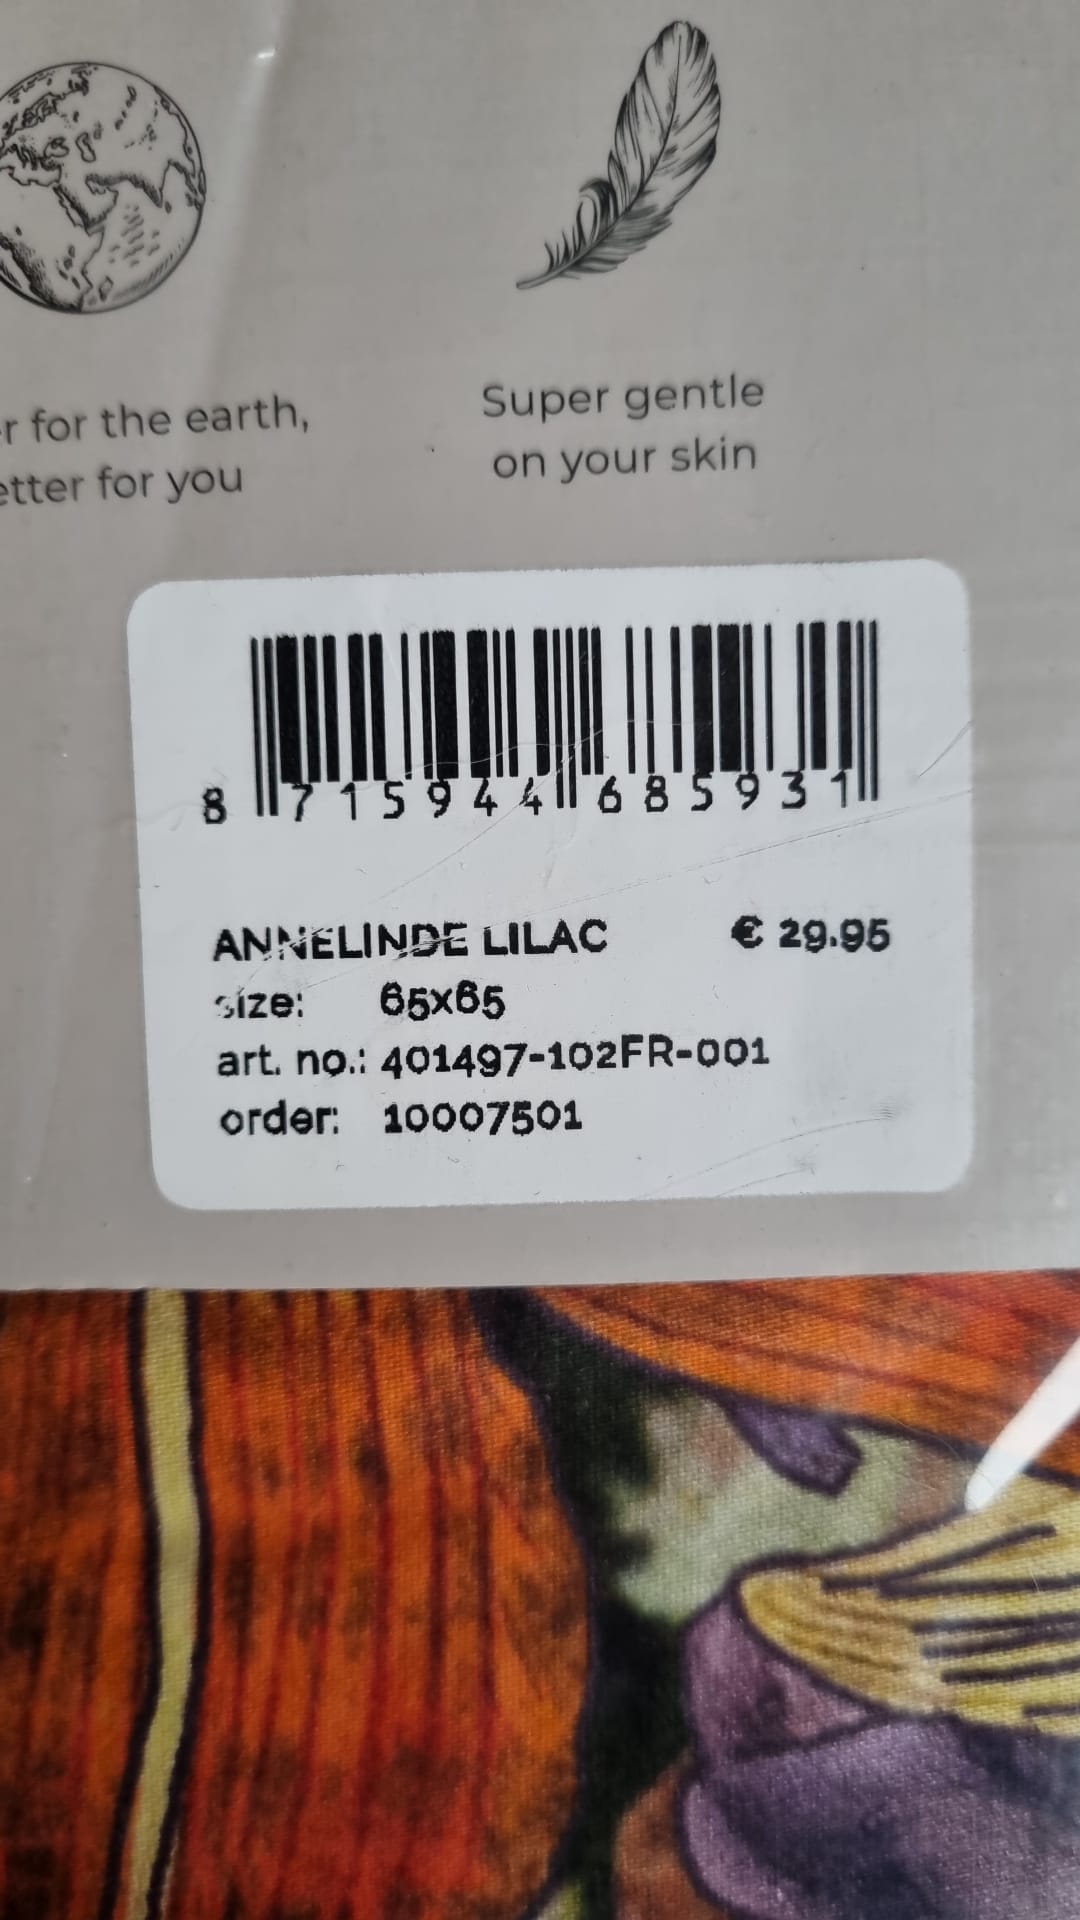 r for the earth,
etter for you
Super gentle
on your skin
8 715944 685931
ANNELINDE LILAC € 29.95
size: 65x65
art. no.: 401497-102FR-001
order: 10007501